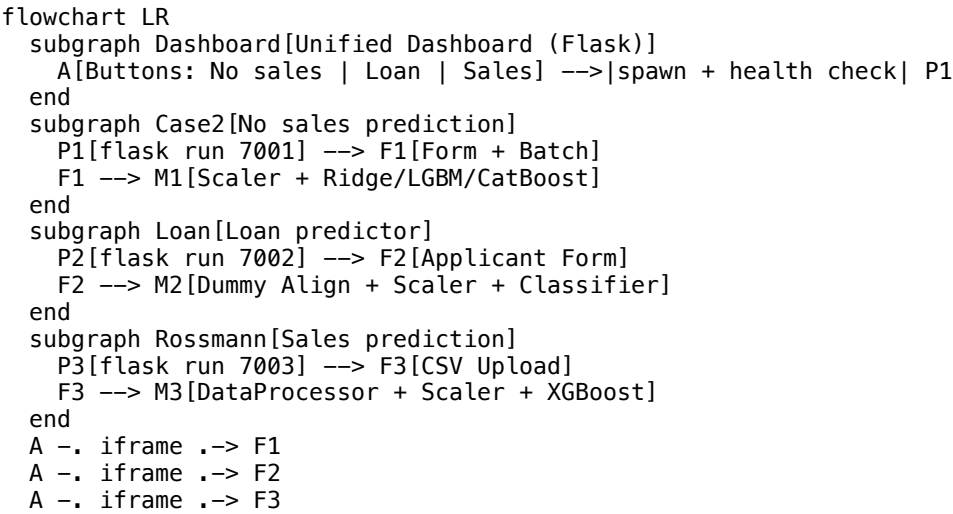 flowchart LR
  subgraph Dashboard[Unified Dashboard (Flask)]
    A[Buttons: No sales | Loan | Sales] -->|spawn + health check| P1
  end
  subgraph Case2[No sales prediction]
    P1[flask run 7001] --> F1[Form + Batch]
    F1 --> M1[Scaler + Ridge/LGBM/CatBoost]
  end
  subgraph Loan[Loan predictor]
    P2[flask run 7002] --> F2[Applicant Form]
    F2 --> M2[Dummy Align + Scaler + Classifier]
  end
  subgraph Rossmann[Sales prediction]
    P3[flask run 7003] --> F3[CSV Upload]
    F3 --> M3[DataProcessor + Scaler + XGBoost]
  end
  A -. iframe .-> F1
  A -. iframe .-> F2
  A -. iframe .-> F3